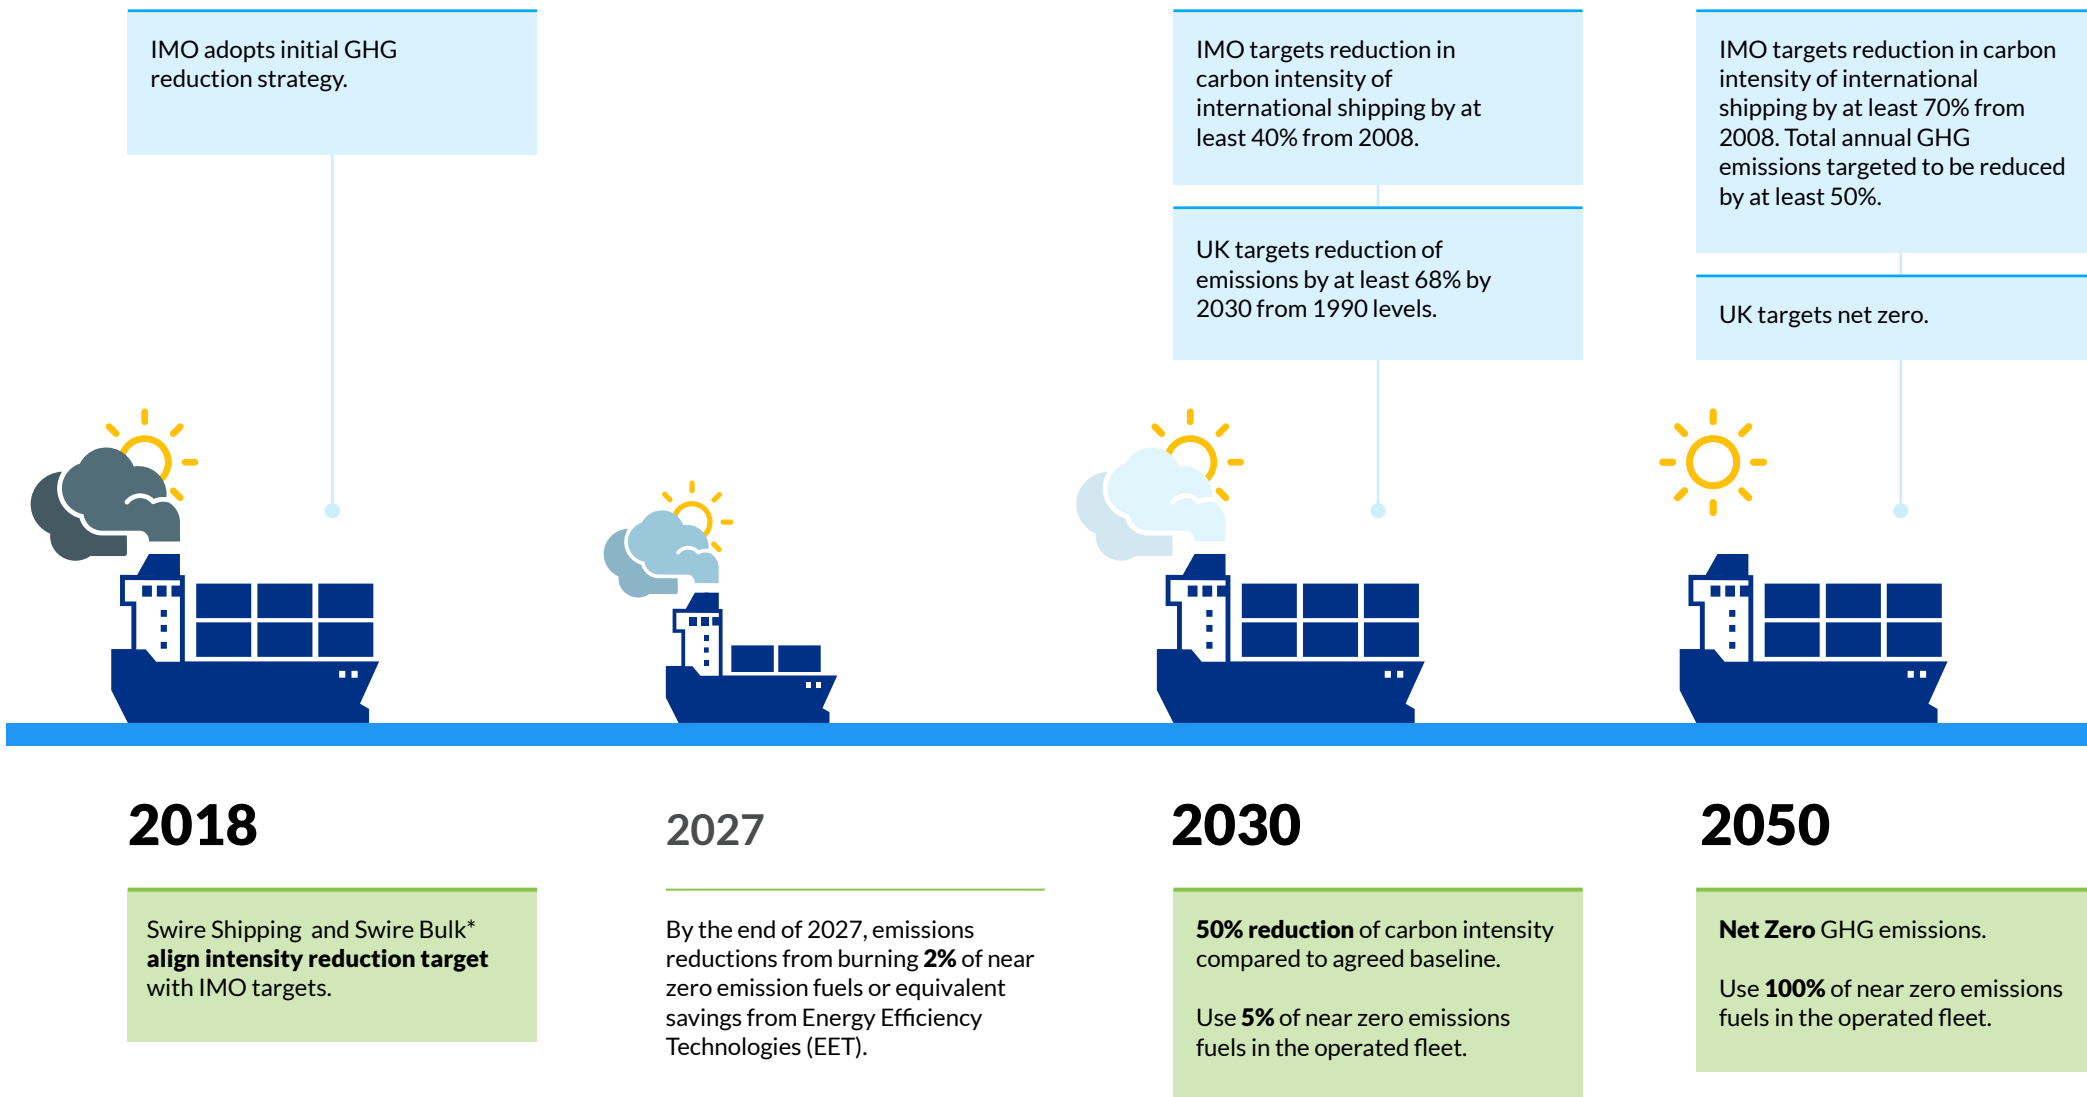 IMO adopts initial GHG
reduction strategy.
IMO targets reduction in
carbon intensity of
international shipping by at
least 40% from 2008.
UK targets reduction of
emissions by at least 68% by
2030 from 1990 levels.
IMO targets reduction in carbon
intensity of international
shipping by at least 70% from
2008. Total annual GHG
emissions targeted to be reduced
by at least 50%.
UK targets net zero.
2018
Swire Shipping and Swire Bulk*
align intensity reduction target
with IMO targets.
2027
By the end of 2027, emissions
reductions from burning 2% of near
zero emission fuels or equivalent
savings from Energy Efficiency
Technologies (EET).
2030
50% reduction of carbon intensity
compared to agreed baseline.
Use 5% of near zero emissions
fuels in the operated fleet.
2050
Net Zero GHG emissions.
Use 100% of near zero emissions
fuels in the operated fleet.